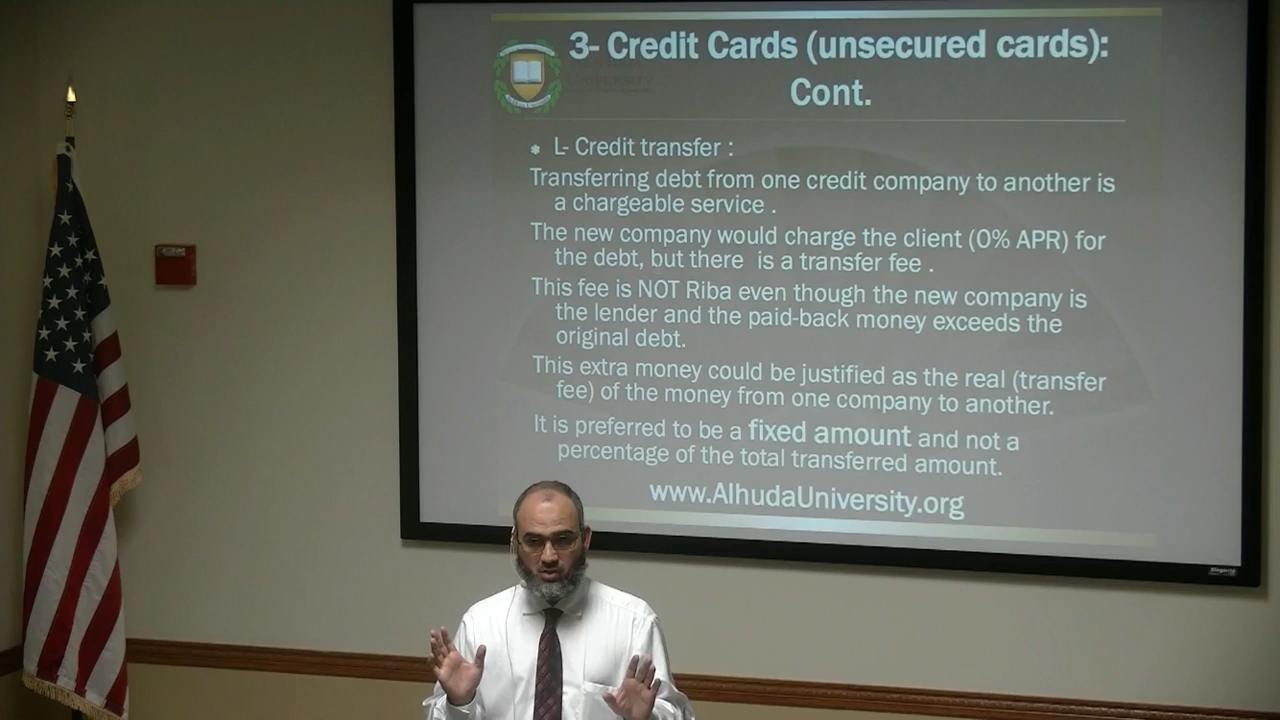 3- Credit Cards (unsecured cards):
Cont.
✱ L- Credit transfer :
Transferring debt from one credit company to another is
a chargeable service .
The new company would charge the client (0% APR) for
the debt, but there is a transfer fee .
This fee is NOT Riba even though the new company is
the lender and the paid-back money exceeds the
original debt.
This extra money could be justified as the real (transfer
fee) of the money from one company to another.
It is preferred to be a fixed amount and not a
percentage of the total transferred amount.
www.AlhudaUniversity.org